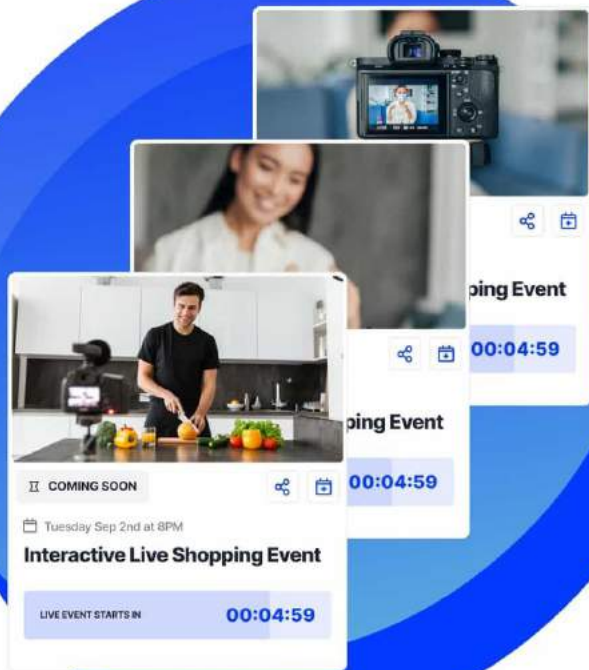 ping Event
00:04:59
ping Event
00:04:59
COMING SOON
Tuesday Sep 2nd at 8PM
Interactive Live Shopping Event
LIVE EVENT STARTS IN
00:04:59